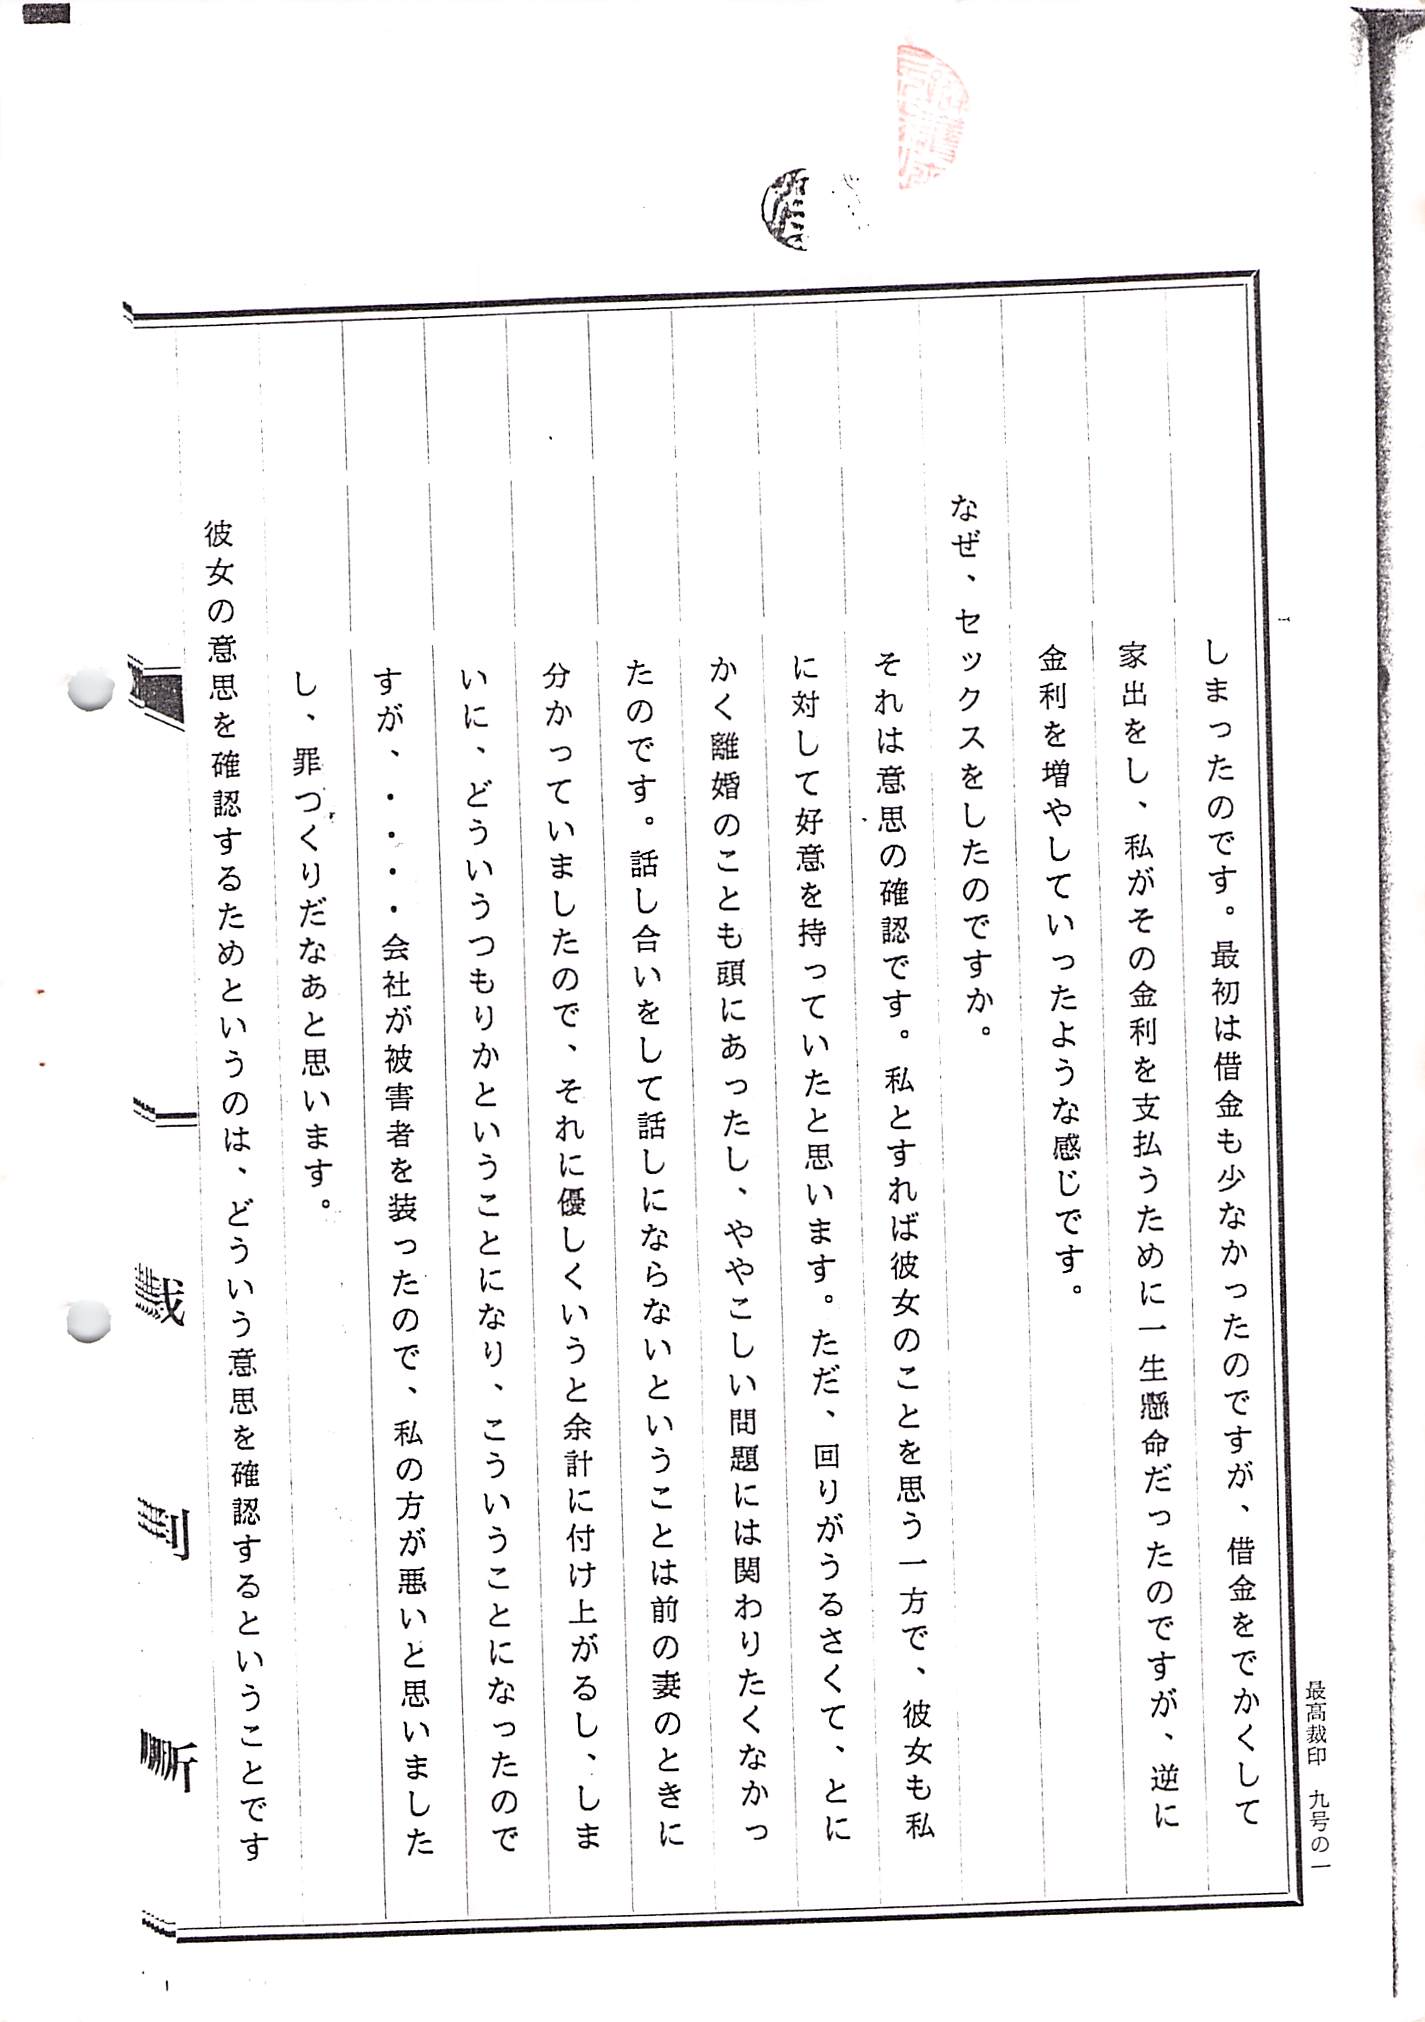 しまったのです。最初は借金も少なかったのですが、借金をでかくして
家出をし、私がその金利を支払うために一生懸命だったのですが、逆に
金利を増やしていったような感じです。
なぜ、セックスをしたのですか。
それは意思の確認です。私とすれば彼女のことを思う一方で、彼女も私
に対して好意を持っていたと思います。ただ、回りがうるさくて、とに
かく離婚のことも頭にあったし、ややこしい問題には関わりたくなかっ
たのです。話し合いをして話しにならないということは前の妻のときに
分かっていましたので、それに優しくいうと余計に付け上がるし、しま
いに、どういうつもりかということになり、こういうことになったので
すが、・・・・会社が被害者を装ったので、私の方が悪いと思いました
し、罪つくりだなあと思います。
彼女の意思を確認するためというのは、どういう意思を確認するということです
最高裁印 九号の一
裁判所